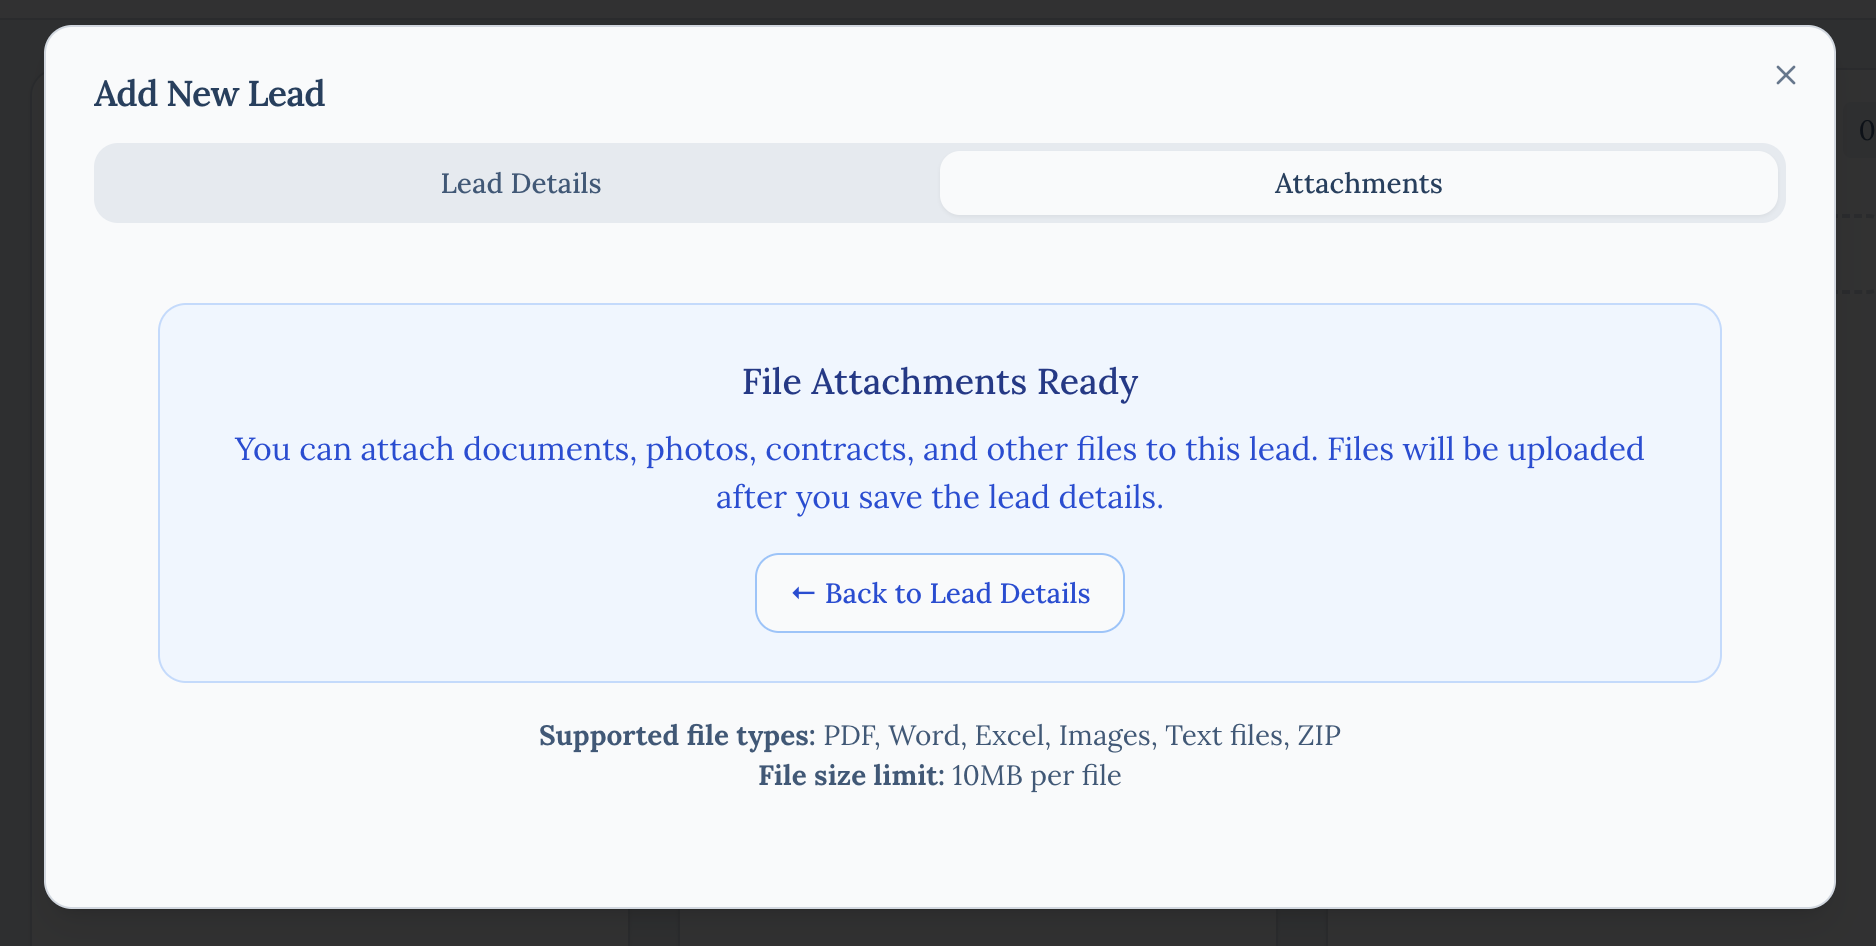 Add New Lead
Lead Details
Attachments
File Attachments Ready
You can attach documents, photos, contracts, and other files to this lead. Files will be uploaded
after you save the lead details.
← Back to Lead Details
Supported file types: PDF, Word, Excel, Images, Text files, ZIP
File size limit: 10MB per file